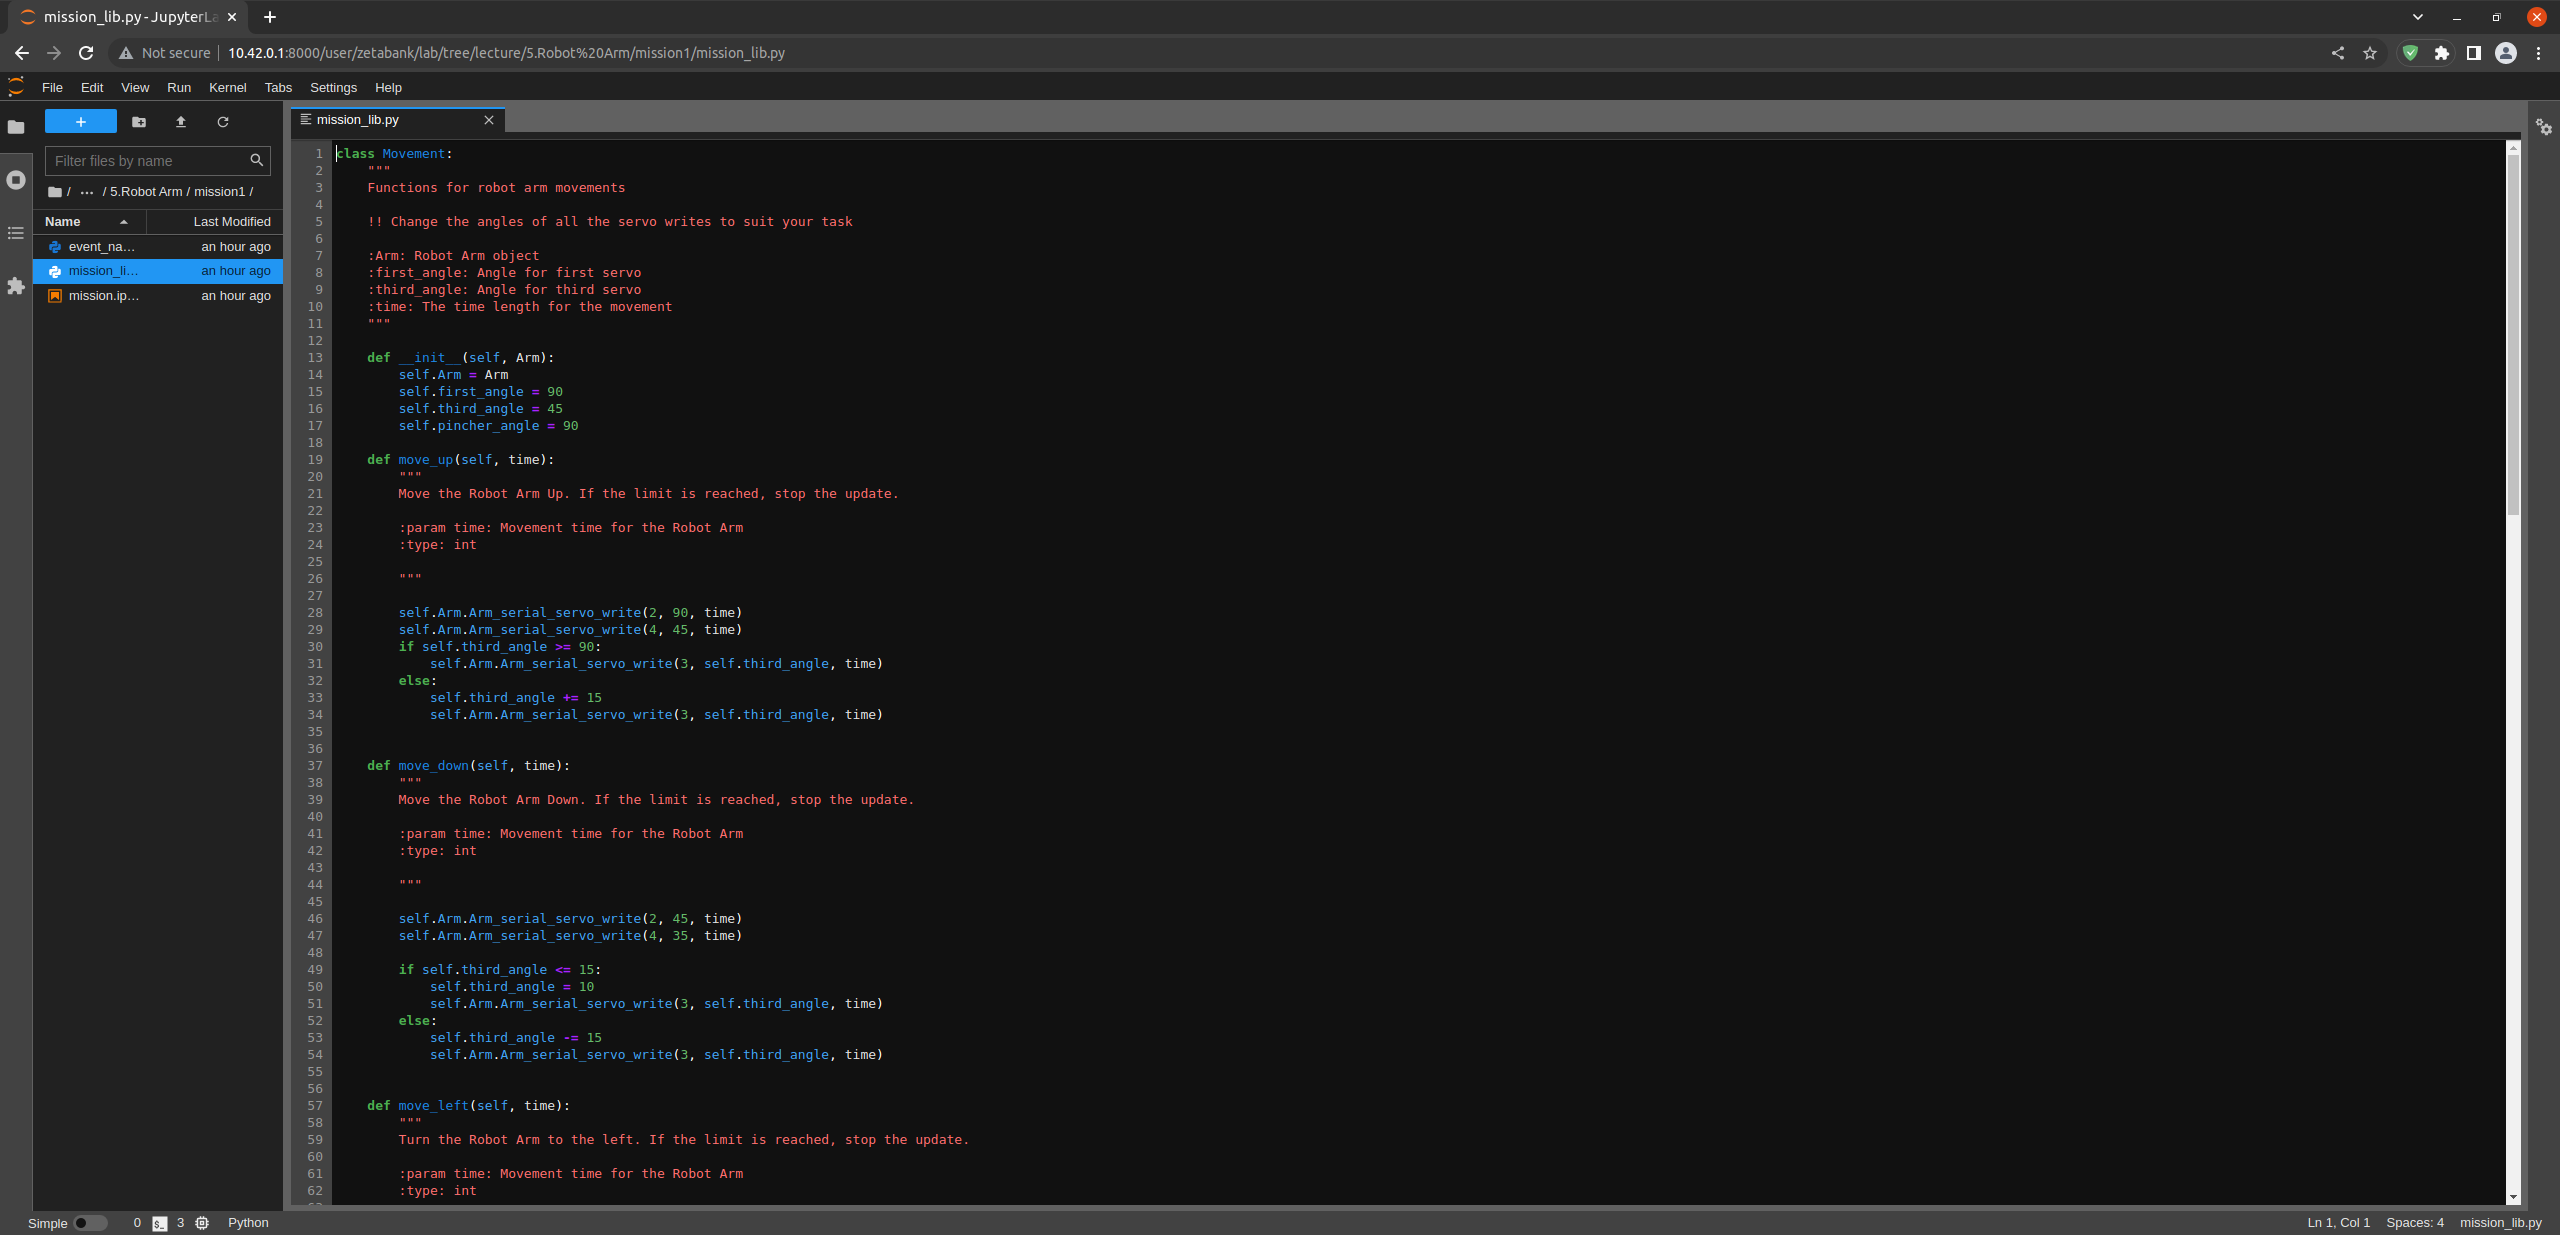 mission_lib.py - JupyterLa
Not secure 10.42.0.1:8000/user/zetabank/lab/tree/lecture/5.Robot%20Arm/mission1/mission_lib.py
File Edit View Run Kernel Tabs Settings Help
mission_lib.py
Filter files by name
/ ... / 5.Robot Arm / mission1 /
Name Last Modified
event_na... an hour ago
mission_li... an hour ago
mission.ip... an hour ago
1 class Movement:
2 """
3 Functions for robot arm movements
4
5 !! Change the angles of all the servo writes to suit your task
6
7 :Arm: Robot Arm object
8 :first_angle: Angle for first servo
9 :third_angle: Angle for third servo
10 :time: The time length for the movement
11 """
12
13 def __init__(self, Arm):
14 self.Arm = Arm
15 self.first_angle = 90
16 self.third_angle = 45
17 self.pincher_angle = 90
18
19 def move_up(self, time):
20 """
21 Move the Robot Arm Up. If the limit is reached, stop the update.
22
23 :param time: Movement time for the Robot Arm
24 :type: int
25
26 """
27
28 self.Arm.Arm_serial_servo_write(2, 90, time)
29 self.Arm.Arm_serial_servo_write(4, 45, time)
30 if self.third_angle >= 90:
31 self.Arm.Arm_serial_servo_write(3, self.third_angle, time)
32 else:
33 self.third_angle += 15
34 self.Arm.Arm_serial_servo_write(3, self.third_angle, time)
35
36
37 def move_down(self, time):
38 """
39 Move the Robot Arm Down. If the limit is reached, stop the update.
40
41 :param time: Movement time for the Robot Arm
42 :type: int
43
44 """
45
46 self.Arm.Arm_serial_servo_write(2, 45, time)
47 self.Arm.Arm_serial_servo_write(4, 35, time)
48
49 if self.third_angle <= 15:
50 self.third_angle = 10
51 self.Arm.Arm_serial_servo_write(3, self.third_angle, time)
52 else:
53 self.third_angle -= 15
54 self.Arm.Arm_serial_servo_write(3, self.third_angle, time)
55
56
57 def move_left(self, time):
58 """
59 Turn the Robot Arm to the left. If the limit is reached, stop the update.
60
61 :param time: Movement time for the Robot Arm
62 :type: int
Simple 0 3 Python Ln 1, Col 1 Spaces: 4 mission_lib.py